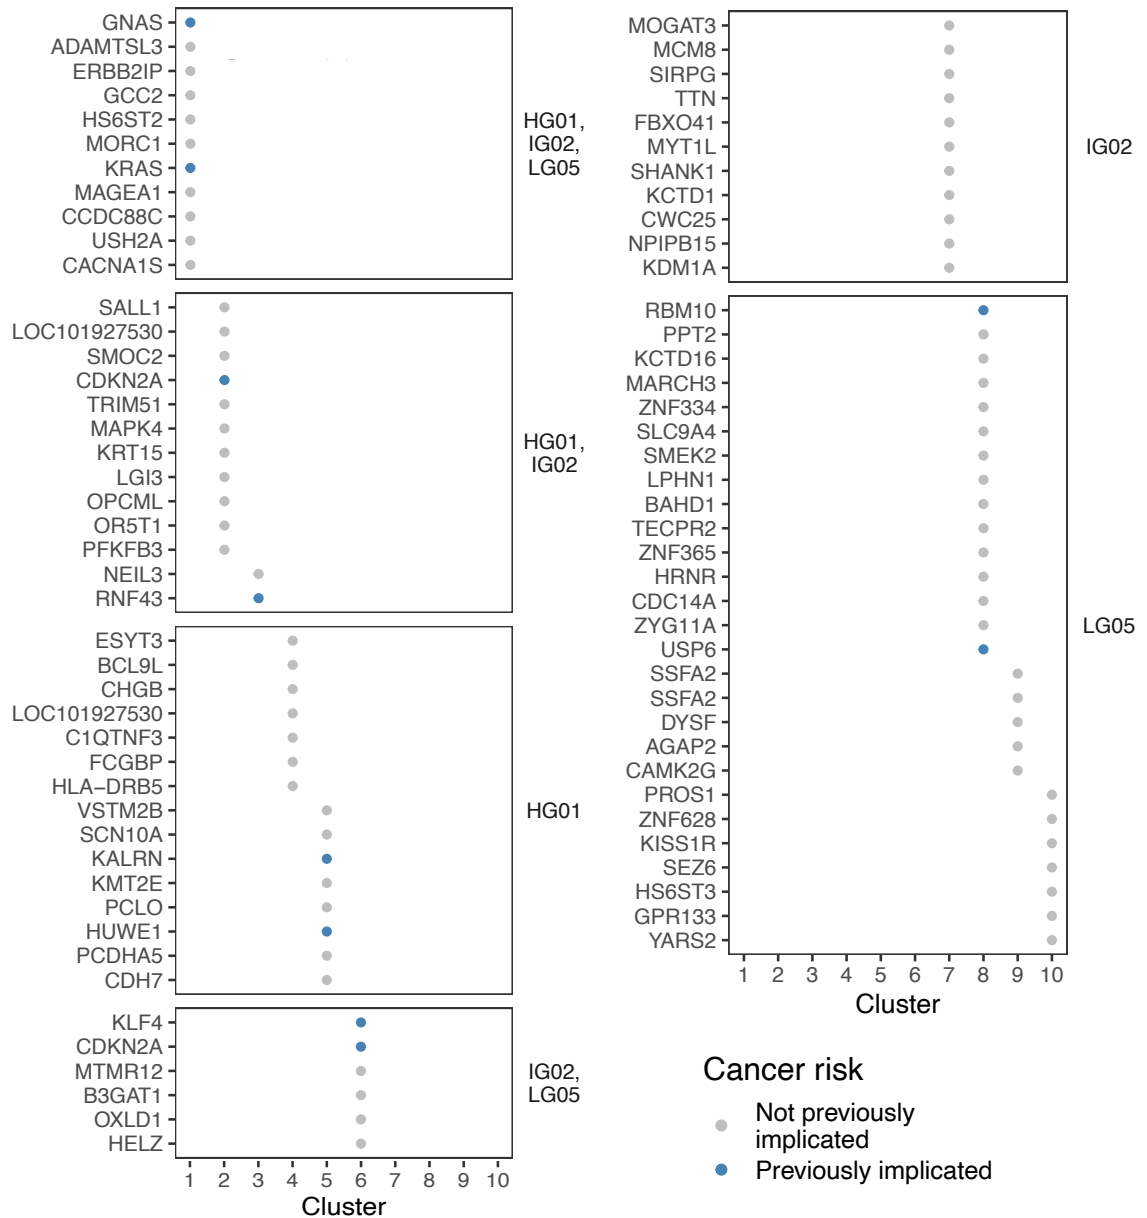 GNAS
ADAMTSL3
ERBB2IP
GCC2
HS6ST2
MORC1
KRAS
MAGEA1
CCDC88C
USH2A
CACNA1S
HG01,
IG02,
LG05
SALL1
LOC101927530
SMOC2
CDKN2A
TRIM51
MAPK4
KRT15
LGI3
OPCML
OR5T1
PFKFB3
NEIL3
RNF43
HG01,
IG02
ESYT3
BCL9L
CHGB
LOC101927530
C1QTNF3
FCGBP
HLA−DRB5
VSTM2B
SCN10A
KALRN
KMT2E
PCLO
HUWE1
PCDHA5
CDH7
HG01
KLF4
CDKN2A
MTMR12
B3GAT1
OXLD1
HELZ
IG02,
LG05
1 2 3 4 5 6 7 8 9 10
Cluster
MOGAT3
MCM8
SIRPG
TTN
FBXO41
MYT1L
SHANK1
KCTD1
CWC25
NPIPB15
KDM1A
IG02
RBM10
PPT2
KCTD16
MARCH3
ZNF334
SLC9A4
SMEK2
LPHN1
BAHD1
TECPR2
ZNF365
HRNR
CDC14A
ZYG11A
USP6
SSFA2
SSFA2
DYSF
AGAP2
CAMK2G
PROS1
ZNF628
KISS1R
SEZ6
HS6ST3
GPR133
YARS2
LG05
1 2 3 4 5 6 7 8 9 10
Cluster
Cancer risk
Not previously
implicated
Previously implicated